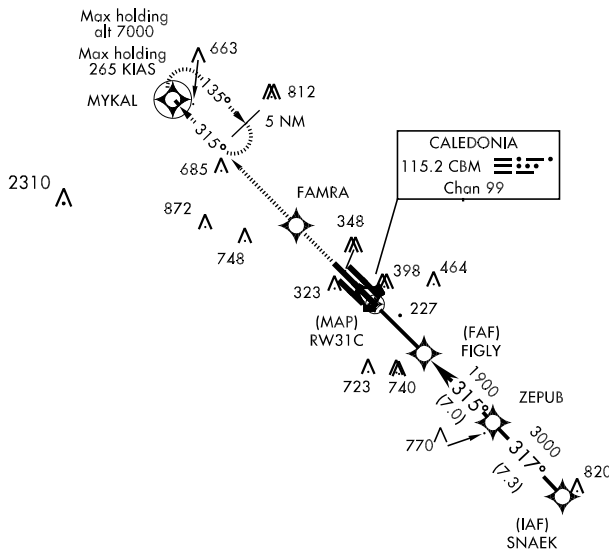 Max holding
alt 7000
Max holding
265 KIAS
663
MYKAL
135°
812
315°
5 NM
CALEDONIA
115.2 CBM
Chan 99
685
2310
FAMRA
872
348
748
398
464
323
227
(MAP)
RW31C
(FAF)
FIGLY
723
740
1900
315°
(7.0)
ZEPUB
3000
770
317°
(7.3)
820
(IAF)
SNAEK